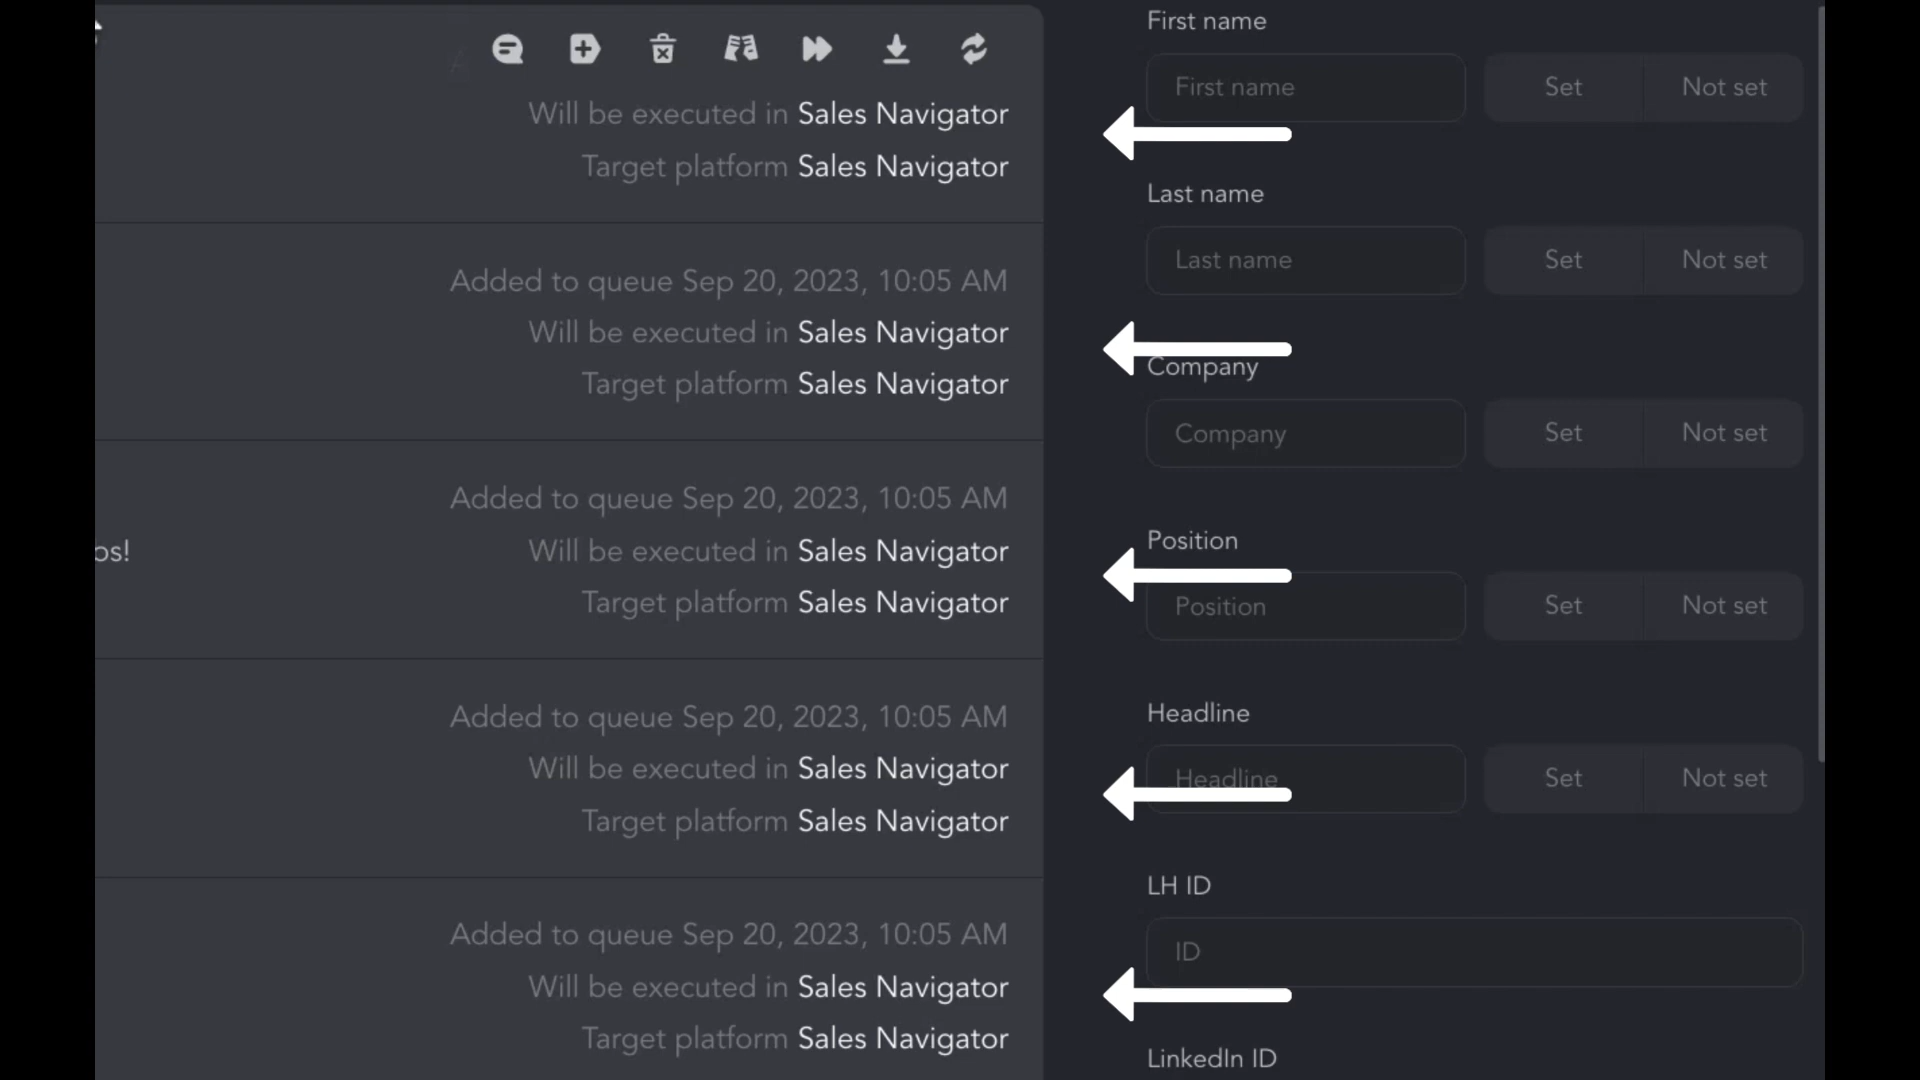 Will be executed in Sales Navigator
Target platform Sales Navigator
Added to queue Sep 20, 2023, 10:05 AM
Will be executed in Sales Navigator
Target platform Sales Navigator
os!
Added to queue Sep 20, 2023, 10:05 AM
Will be executed in Sales Navigator
Target platform Sales Navigator
Added to queue Sep 20, 2023, 10:05 AM
Will be executed in Sales Navigator
Target platform Sales Navigator
Added to queue Sep 20, 2023, 10:05 AM
Will be executed in Sales Navigator
Target platform Sales Navigator
First name
First name Set Not set
Last name
Last name Set Not set
Company
Company Set Not set
Position
Position Set Not set
Headline
Headline Set Not set
LH ID
ID
LinkedIn ID